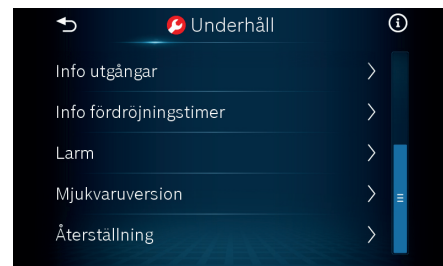 Underhåll
Info utgångar
Info fördröjningstimer
Larm
Mjukvaruversion
Återställning